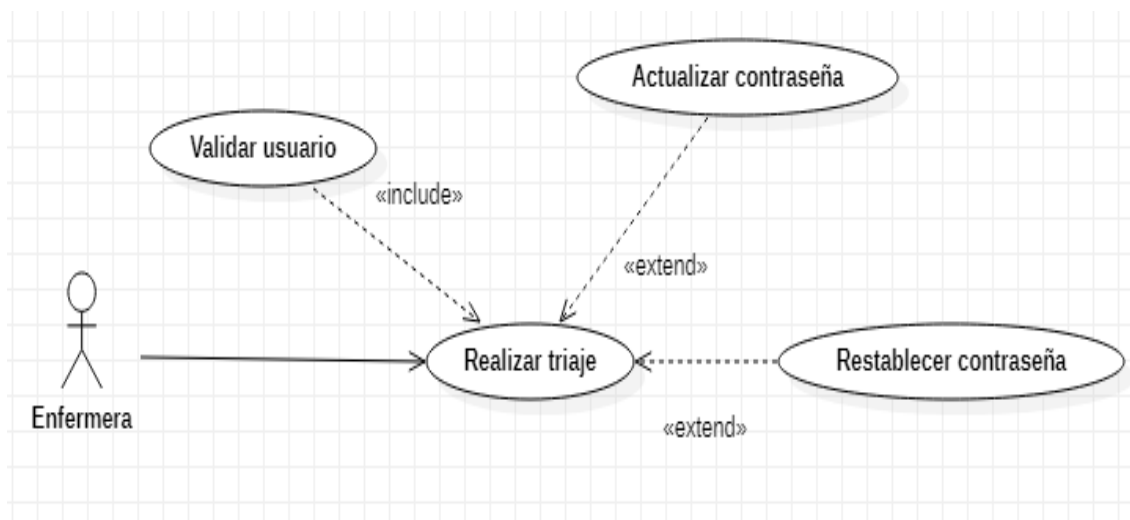 Actualizar contraseña
Validar usuario
«include»
«extend»
Realizar triaje
Restablecer contraseña
Enfermera
«extend»